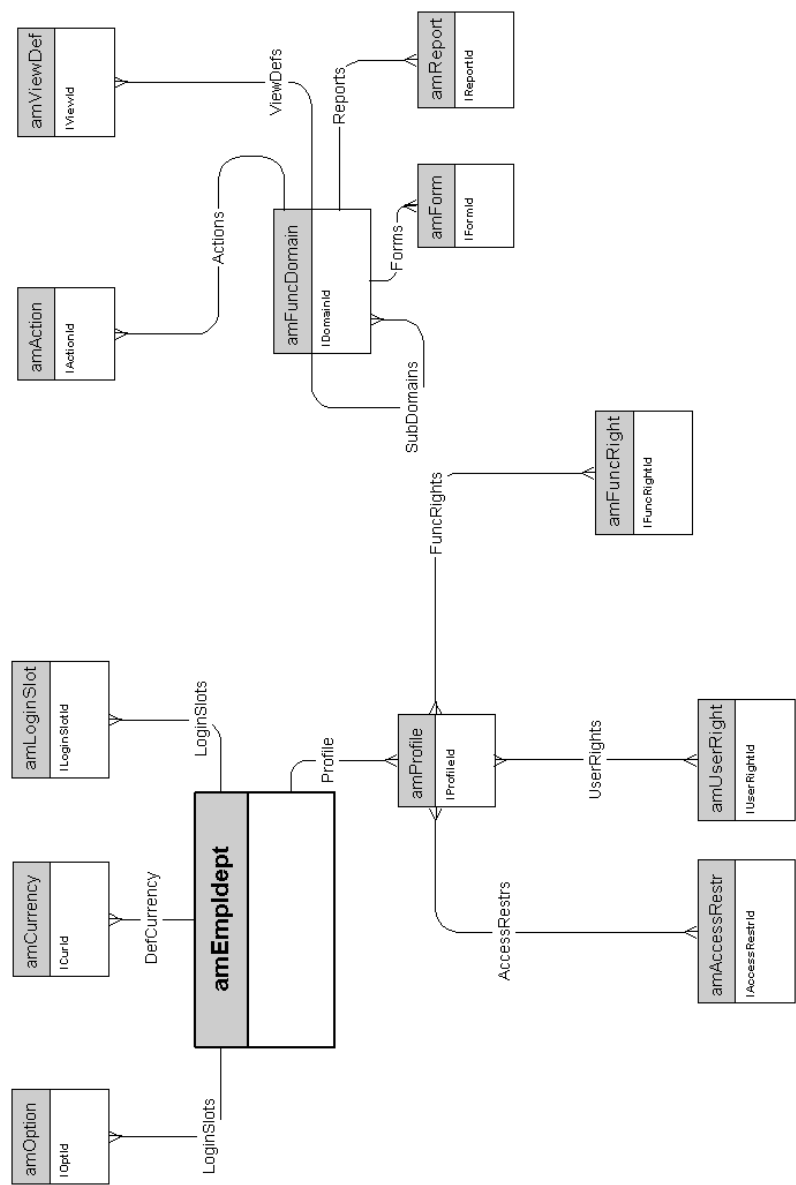 amOption
lOptId
amCurrency
lCurId
amLoginSlot
lLoginSlotId
amAction
lActionId
amViewDef
lViewId
LoginSlots
DefCurrency
LoginSlots
Actions
ViewDefs
amEmpldept
amFuncDomain
lDomainId
Profile
Reports
Forms
SubDomains
amProfile
lProfileId
amForm
lFormId
amReport
lReportId
FuncRights
AccessRestrs
UserRights
amFuncRight
lFuncRightId
amAccessRestr
lAccessRestrId
amUserRight
lUserRightId